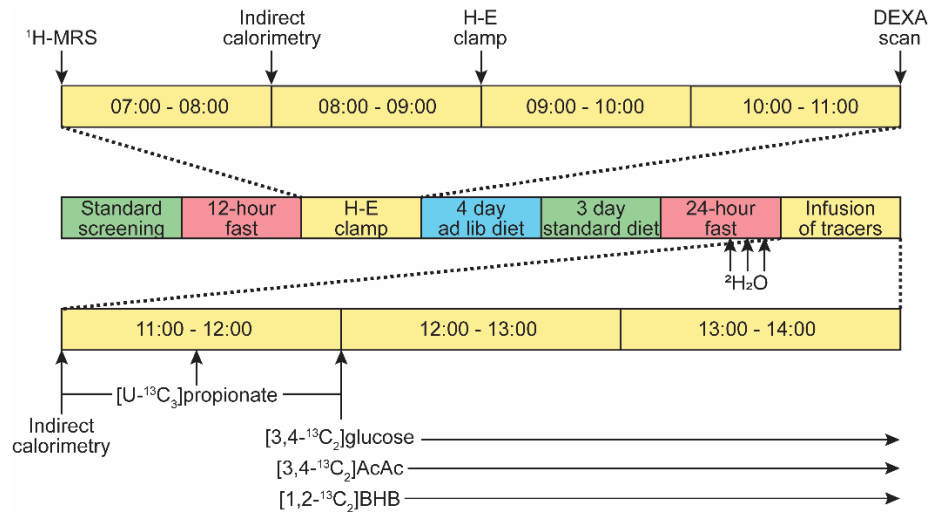 ¹H-MRS
Indirect
calorimetry
H-E
clamp
DEXA
scan
07:00 - 08:00
08:00 - 09:00
09:00 - 10:00
10:00 - 11:00
Standard
screening
12-hour
fast
H-E
clamp
4 day
ad lib diet
3 day
standard diet
24-hour
fast
Infusion
of tracers
²H₂O
11:00 - 12:00
12:00 - 13:00
13:00 - 14:00
[U-¹³C₃]propionate
Indirect
calorimetry
[3,4-¹³C₂]glucose
[3,4-¹³C₂]AcAc
[1,2-¹³C₂]BHB